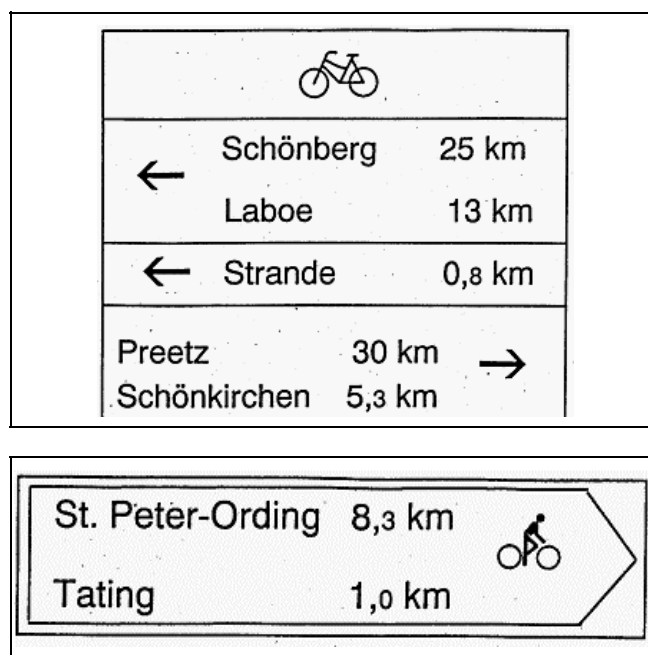 Schönberg 25 km
Laboe 13 km
Strande 0,8 km
Preetz 30 km
Schönkirchen 5,3 km
St. Peter-Ording 8,3 km
Tating 1,0 km